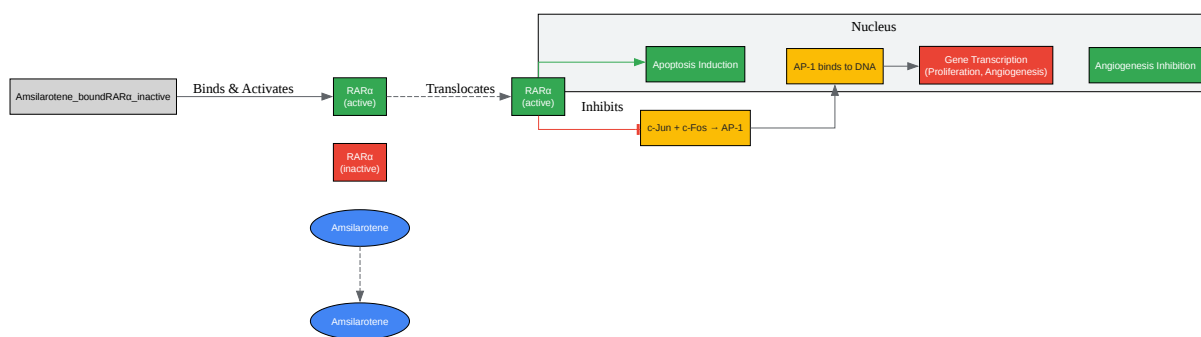 Nucleus
Apoptosis Induction
AP-1 binds to DNA
Gene Transcription
(Proliferation, Angiogenesis)
Angiogenesis Inhibition
Amsilarotene_boundRARα_inactive
Binds & Activates
RARα
(active)
Translocates
RARα
(active)
Inhibits
c-Jun + c-Fos → AP-1
RARα
(inactive)
Amsilarotene
Amsilarotene